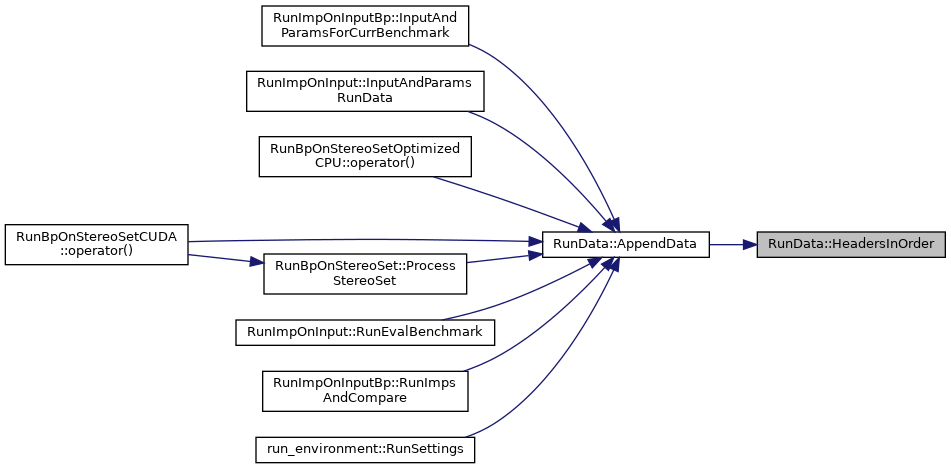 RunImpOnInputBp::InputAnd
ParamsForCurrBenchmark
RunImpOnInput::InputAndParams
RunData
RunBpOnStereoSetOptimized
CPU::operator()
RunBpOnStereoSetCUDA
::operator()
RunBpOnStereoSet::Process
StereoSet
RunImpOnInput::RunEvalBenchmark
RunImpOnInputBp::RunImps
AndCompare
run_environment::RunSettings
RunData::AppendData
RunData::HeadersInOrder